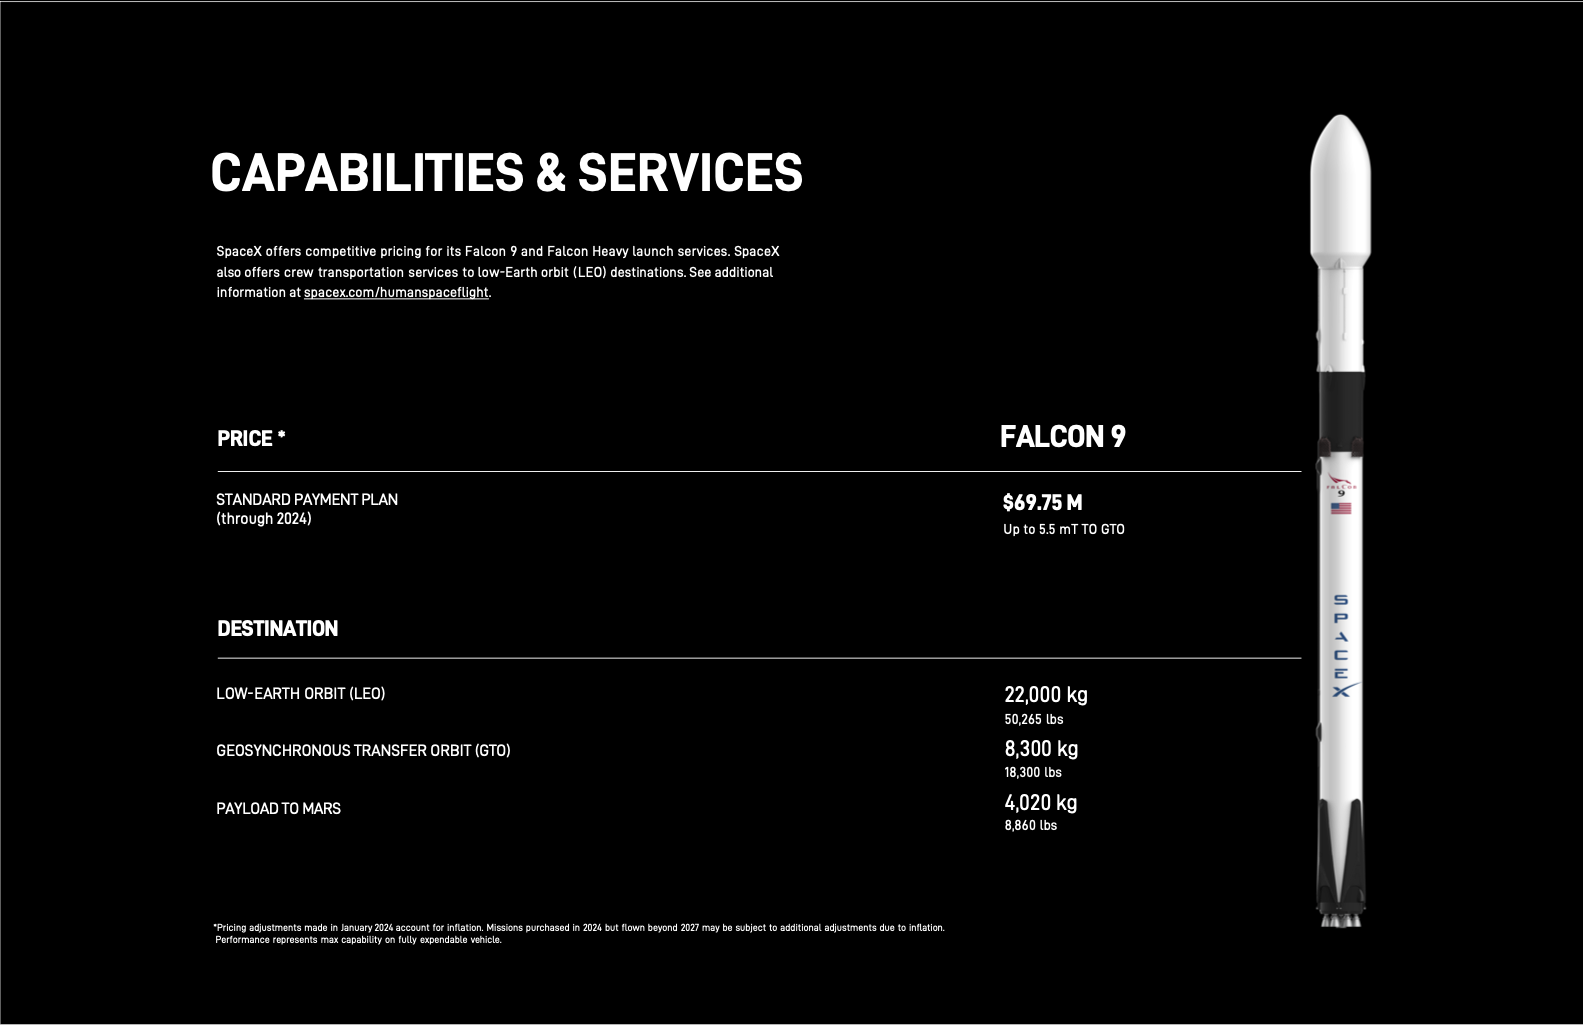 CAPABILITIES & SERVICES
SpaceX offers competitive pricing for its Falcon 9 and Falcon Heavy launch services. SpaceX
also offers crew transportation services to low-Earth orbit (LEO) destinations. See additional
information at spacex.com/humanspaceflight.
PRICE *
FALCON 9
STANDARD PAYMENT PLAN
(through 2024)
$69.75 M
Up to 5.5 mT TO GTO
DESTINATION
LOW-EARTH ORBIT (LEO)
22,000 kg
50,265 lbs
GEOSYNCHRONOUS TRANSFER ORBIT (GTO)
8,300 kg
18,300 lbs
PAYLOAD TO MARS
4,020 kg
8,860 lbs
*Pricing adjustments made in January 2024 account for inflation. Missions purchased in 2024 but flown beyond 2027 may be subject to additional adjustments due to inflation.
Performance represents max capability on fully expendable vehicle.
FALCON
9
SPACEX